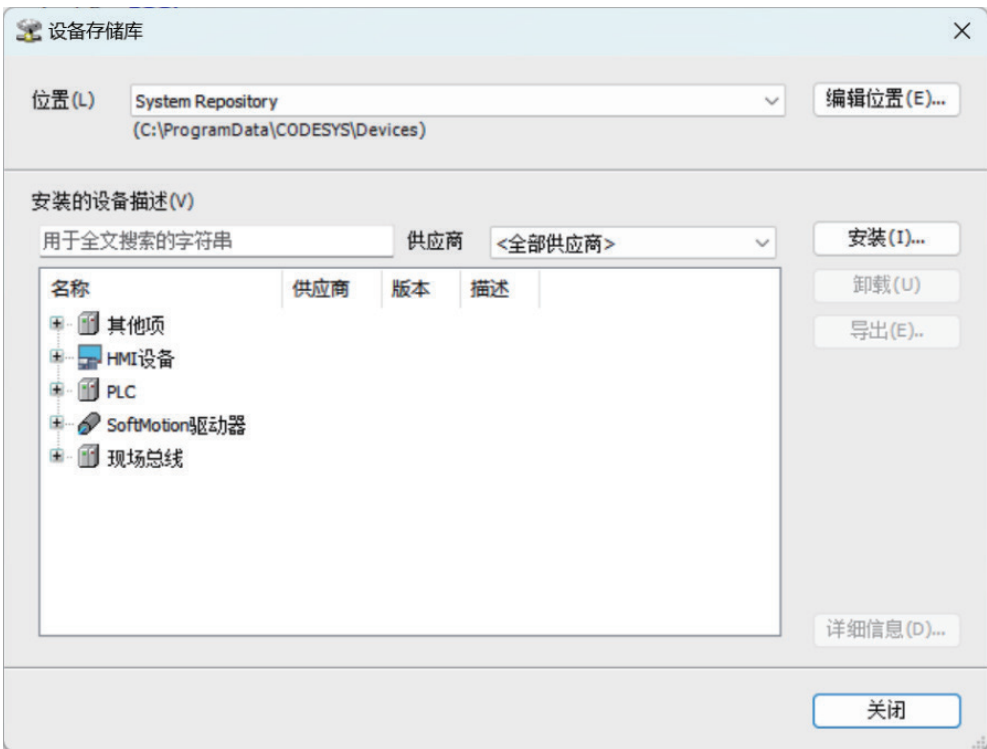 设备存储库
位置(L) System Repository 编辑位置(E)...
(C:\ProgramData\CODESYS\Devices)
安装的设备描述(V)
用于全文搜索的字符串 供应商 <全部供应商> 安装(I)...
名称 供应商 版本 描述 卸载(U)
其他项 导出(E)..
HMI设备
PLC
SoftMotion驱动器
现场总线
详细信息(D)...
关闭